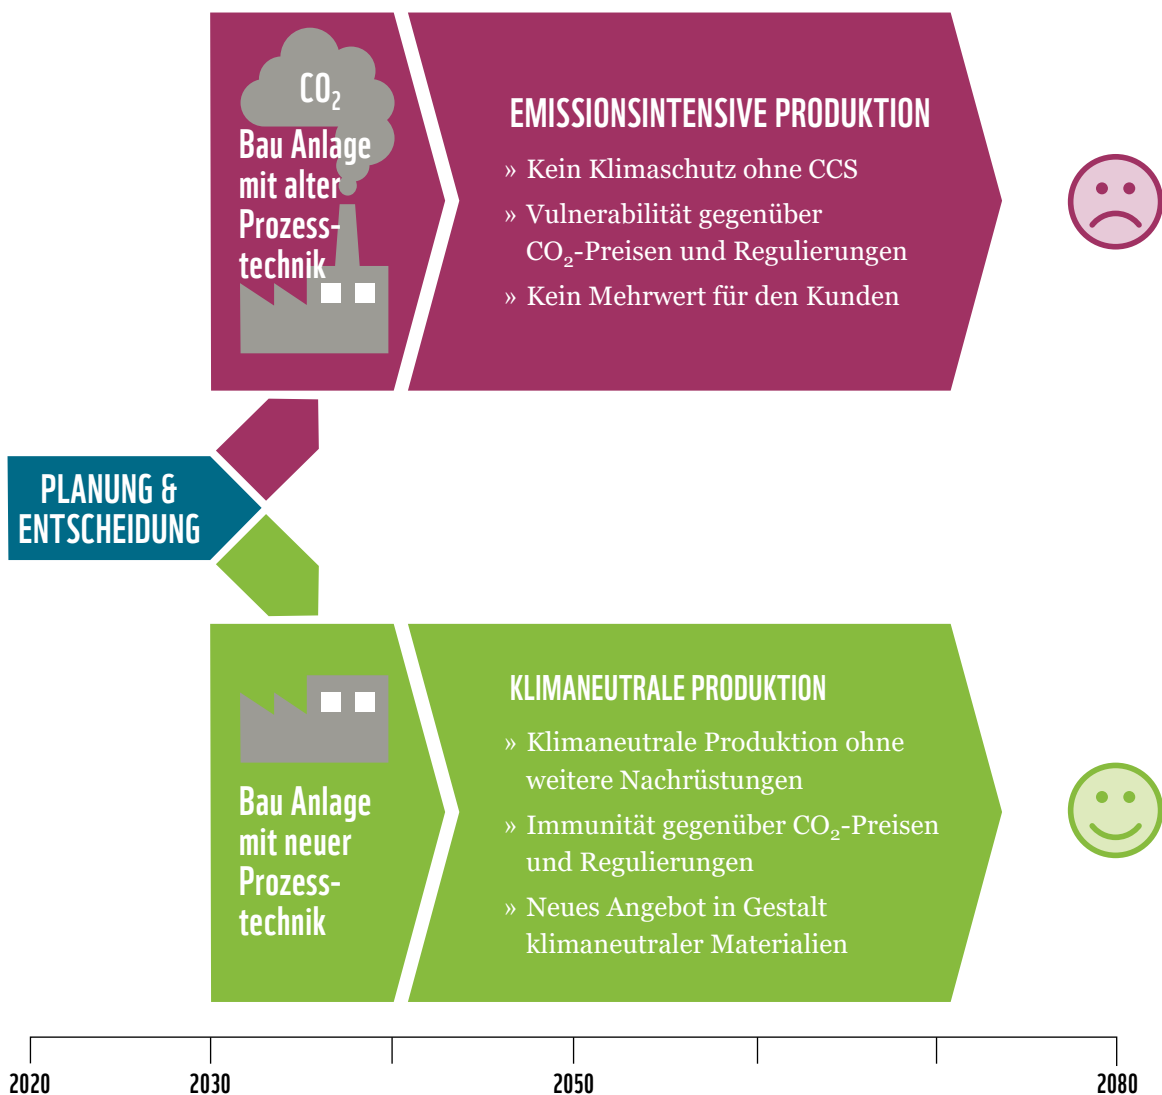 CO₂
Bau Anlage
mit alter
Prozess-
technik
EMISSIONSINTENSIVE PRODUKTION
» Kein Klimaschutz ohne CCS
» Vulnerabilität gegenüber
CO₂-Preisen und Regulierungen
» Kein Mehrwert für den Kunden
PLANUNG &
ENTSCHEIDUNG
Bau Anlage
mit neuer
Prozess-
technik
KLIMANEUTRALE PRODUKTION
» Klimaneutrale Produktion ohne
weitere Nachrüstungen
» Immunität gegenüber CO₂-Preisen
und Regulierungen
» Neues Angebot in Gestalt
klimaneutraler Materialien
2020 2030 2050 2080